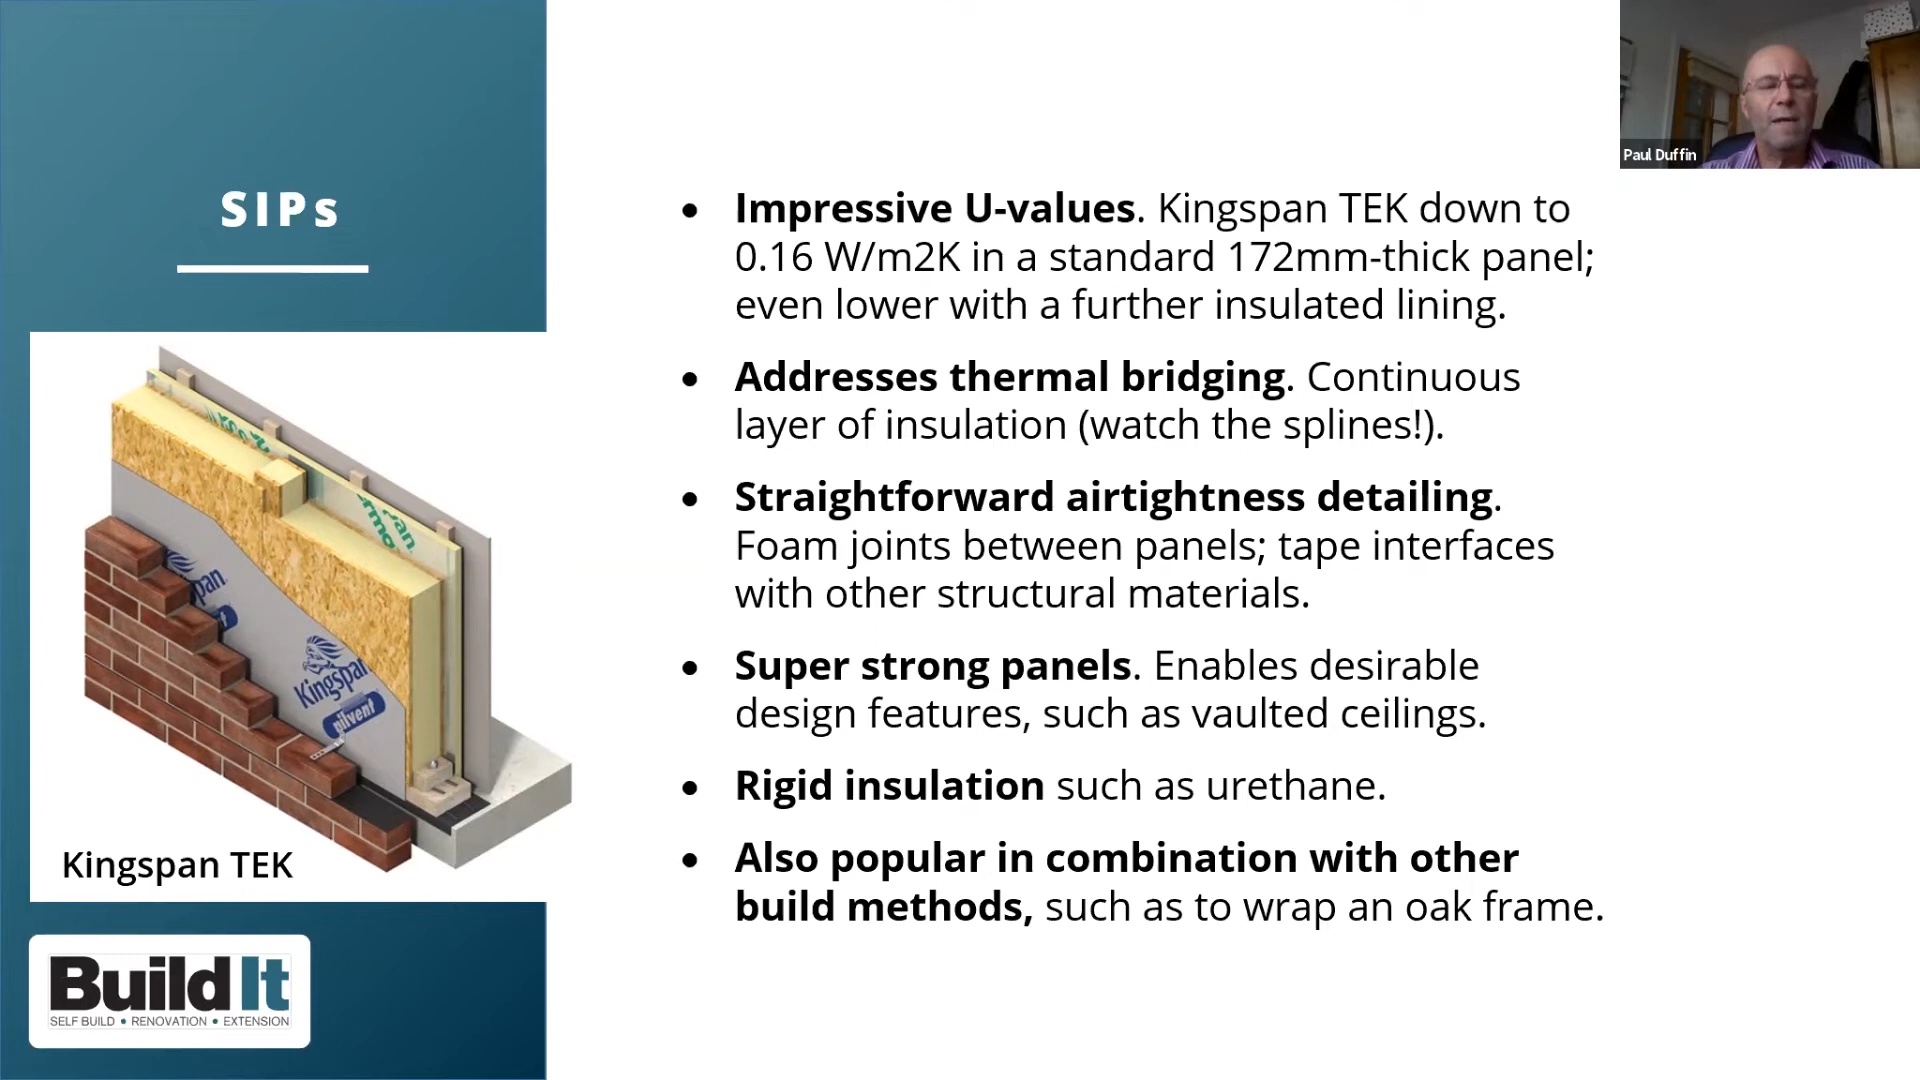 Paul Duffin
SIPs
• Impressive U-values. Kingspan TEK down to
0.16 W/m2K in a standard 172mm-thick panel;
even lower with a further insulated lining.
• Addresses thermal bridging. Continuous
layer of insulation (watch the splines!).
• Straightforward airtightness detailing.
Foam joints between panels; tape interfaces
with other structural materials.
• Super strong panels. Enables desirable
design features, such as vaulted ceilings.
• Rigid insulation such as urethane.
• Also popular in combination with other
build methods, such as to wrap an oak frame.
Kingspan
nilvent
Kingspan TEK
Build It
SELF BUILD • RENOVATION • EXTENSION